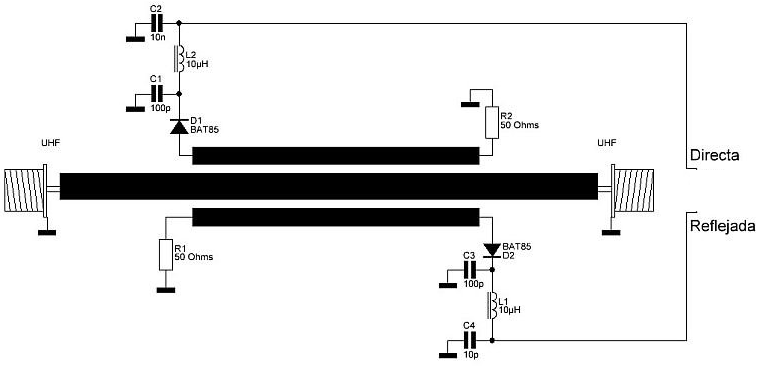 C2
10n
L2
10µH
C1
100p
D1
BAT85
R2
50 Ohms
UHF
UHF
Directa
Reflejada
R1
50 Ohms
BAT85
D2
C3
100p
L1
10µH
C4
10p